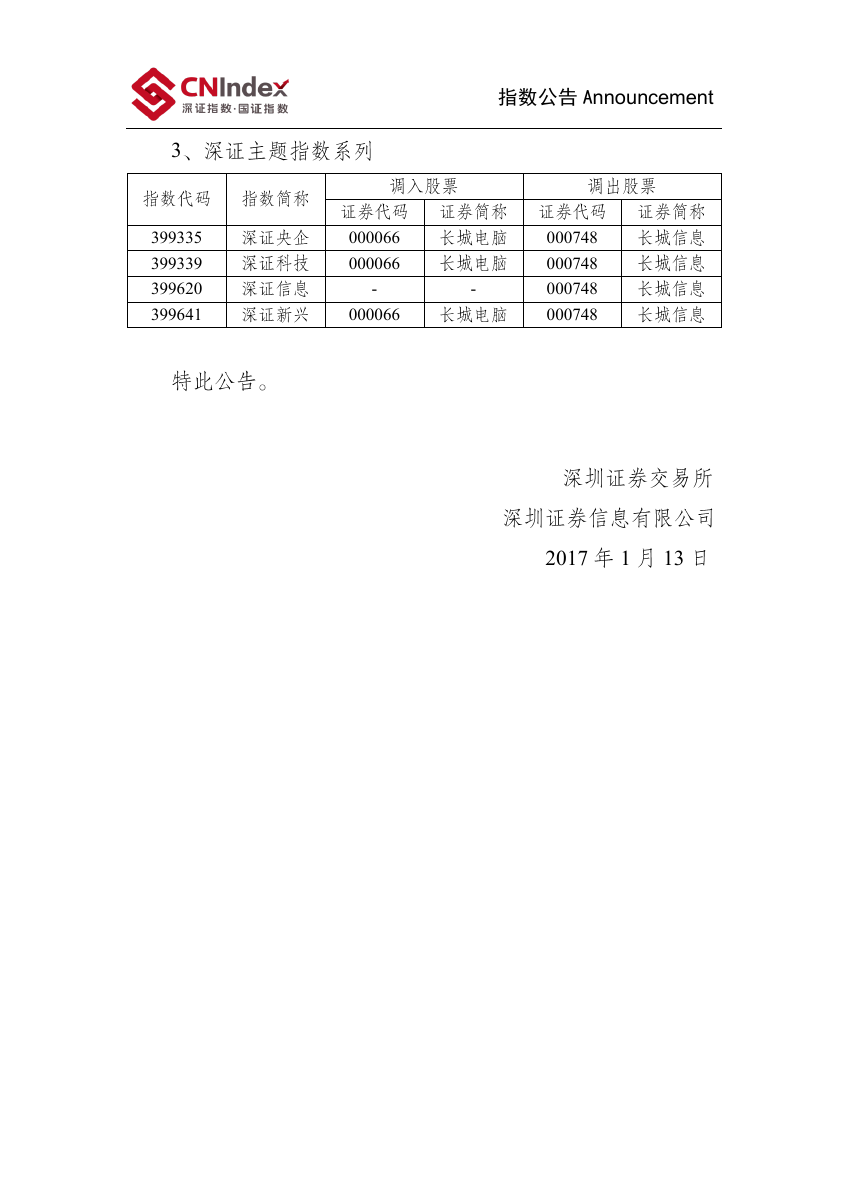 CNIndex
深证指数·国证指数
指数公告 Announcement
3、深证主题指数系列
指数代码 指数简称 调入股票 调出股票
证券代码 证券简称 证券代码 证券简称
399335 深证央企 000066 长城电脑 000748 长城信息
399339 深证科技 000066 长城电脑 000748 长城信息
399620 深证信息 - - 000748 长城信息
399641 深证新兴 000066 长城电脑 000748 长城信息
特此公告。
深圳证券交易所
深圳证券信息有限公司
2017 年 1 月 13 日